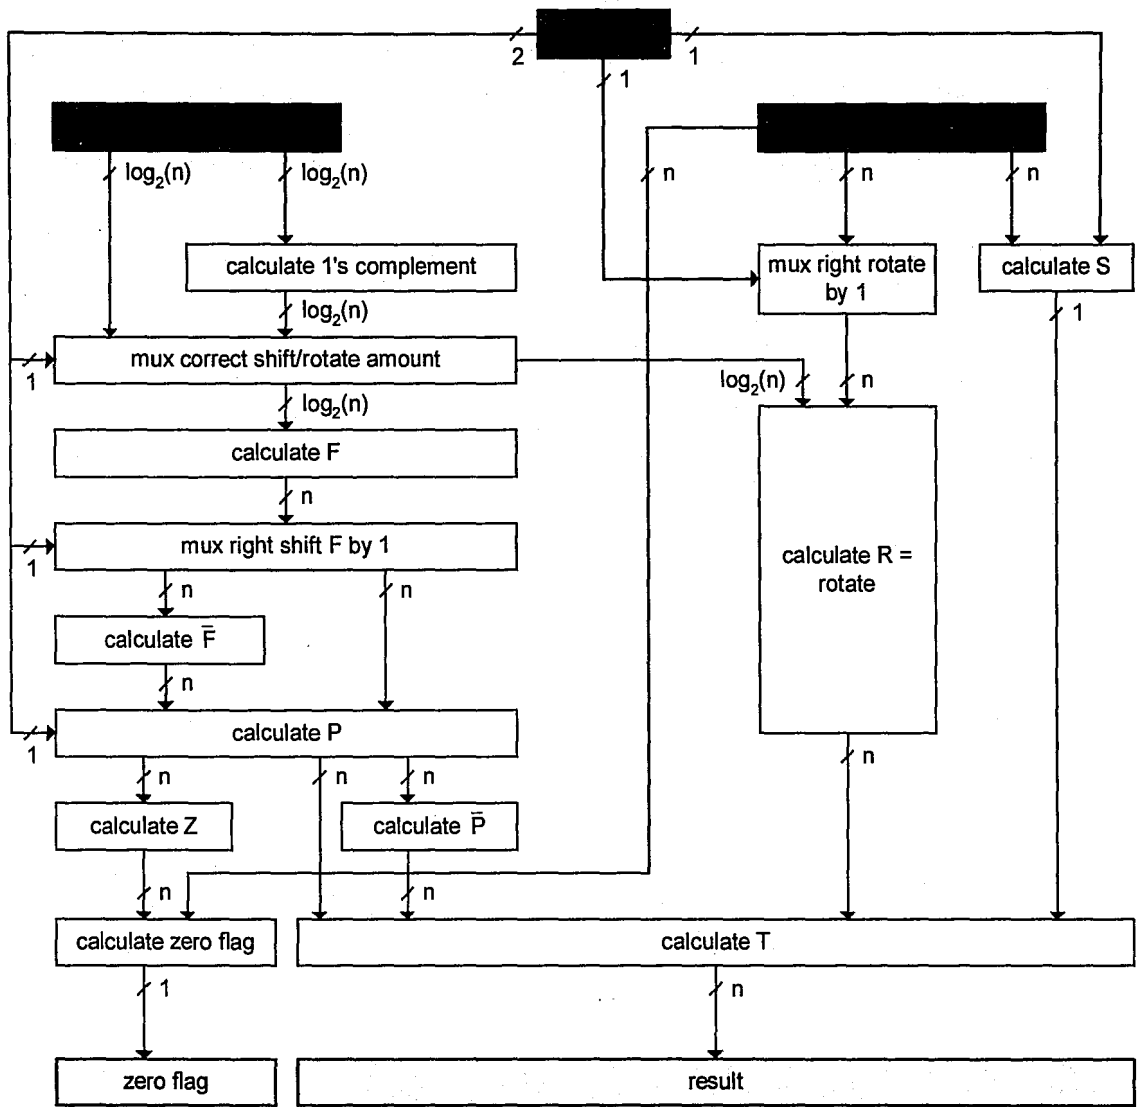 2
1
1
log2(n)
log2(n)
n
n
n
calculate 1's complement
mux right rotate
by 1
calculate S
log2(n)
1
mux correct shift/rotate amount
1
log2(n)
n
log2(n)
calculate F
n
mux right shift F by 1
1
calculate R =
rotate
n
n
calculate F̅
n
calculate P
1
n
n
n
n
calculate Z
calculate P̅
n
n
calculate zero flag
calculate T
1
n
zero flag
result